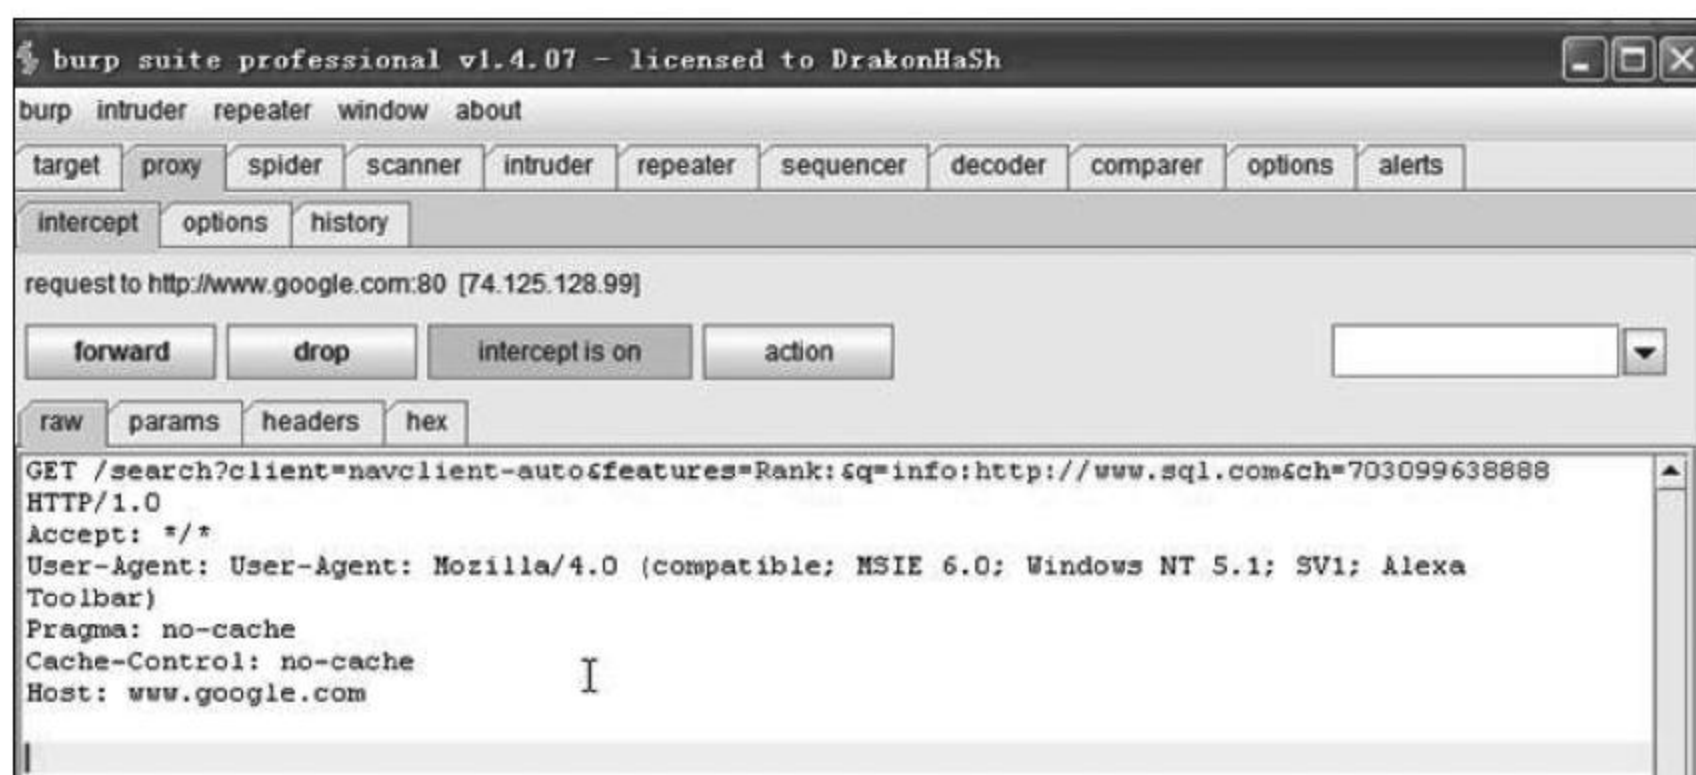 burp suite professional v1.4.07 - licensed to DrakonHaSh
burp intruder repeater window about
target proxy spider scanner intruder repeater sequencer decoder comparer options alerts
intercept options history
request to http://www.google.com:80 [74.125.128.99]
forward drop intercept is on action
raw params headers hex
GET /search?client=navclient-auto&features=Rank:&q=info:http://www.sql.com&ch=703099638888
HTTP/1.0
Accept: */*
User-Agent: User-Agent: Mozilla/4.0 (compatible; MSIE 6.0; Windows NT 5.1; SV1; Alexa
Toolbar)
Pragma: no-cache
Cache-Control: no-cache
Host: www.google.com